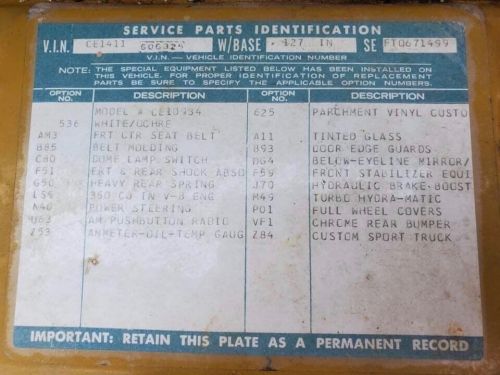 SERVICE PARTS IDENTIFICATION
V.I.N. CE1411 W/BASE 127 IN SE
V.I.N. — VEHICLE IDENTIFICATION NUMBER
NOTE: THE SPECIAL EQUIPMENT LISTED BELOW HAS BEEN INSTALLED ON
THIS VEHICLE. FOR PROPER IDENTIFICATION OF REPLACEMENT
PARTS BE SURE TO SPECIFY THE APPLICABLE OPTION NUMBERS.
OPTION NO. DESCRIPTION OPTION NO. DESCRIPTION
MODEL # CE10934 625 PARCHMENT VINYL CUSTO
536 WHITE/OCHRE
AM3 FRT CTR SEAT BELT A11 TINTED GLASS
B85 BELT MOLDING B93 DOOR EDGE GUARDS
C80 DOME LAMP SWITCH DG4 BELOW-EYELINE MIRROR/
F51 FRT & REAR SHOCK ABSO F59 FRONT STABILIZER EQUI
G50 HEAVY REAR SPRING J70 HYDRAULIC BRAKE-BOOST
LS9 350 CU IN V-8 ENG M49 TURBO HYDRA-MATIC
N40 POWER STEERING P01 FULL WHEEL COVERS
U63 AM PUSHBUTTON RADIO VF1 CHROME REAR BUMPER
Z53 AMMETER-OIL-TEMP GAUG Z84 CUSTOM SPORT TRUCK
IMPORTANT: RETAIN THIS PLATE AS A PERMANENT RECORD